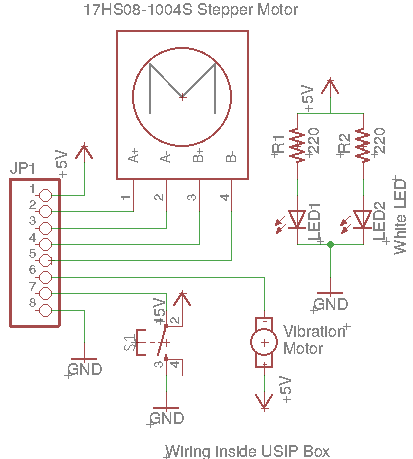 17HS08-1004S Stepper Motor
A+
A-
B+
B-
1
2
3
4
+5V
JP1
1
2
3
4
5
6
7
8
GND
+5V
R1
220
R2
220
LED1
LED2
White LED
GND
+5V
2
S1
3
4
GND
Vibration
Motor
+5V
Wiring Inside USIP Box